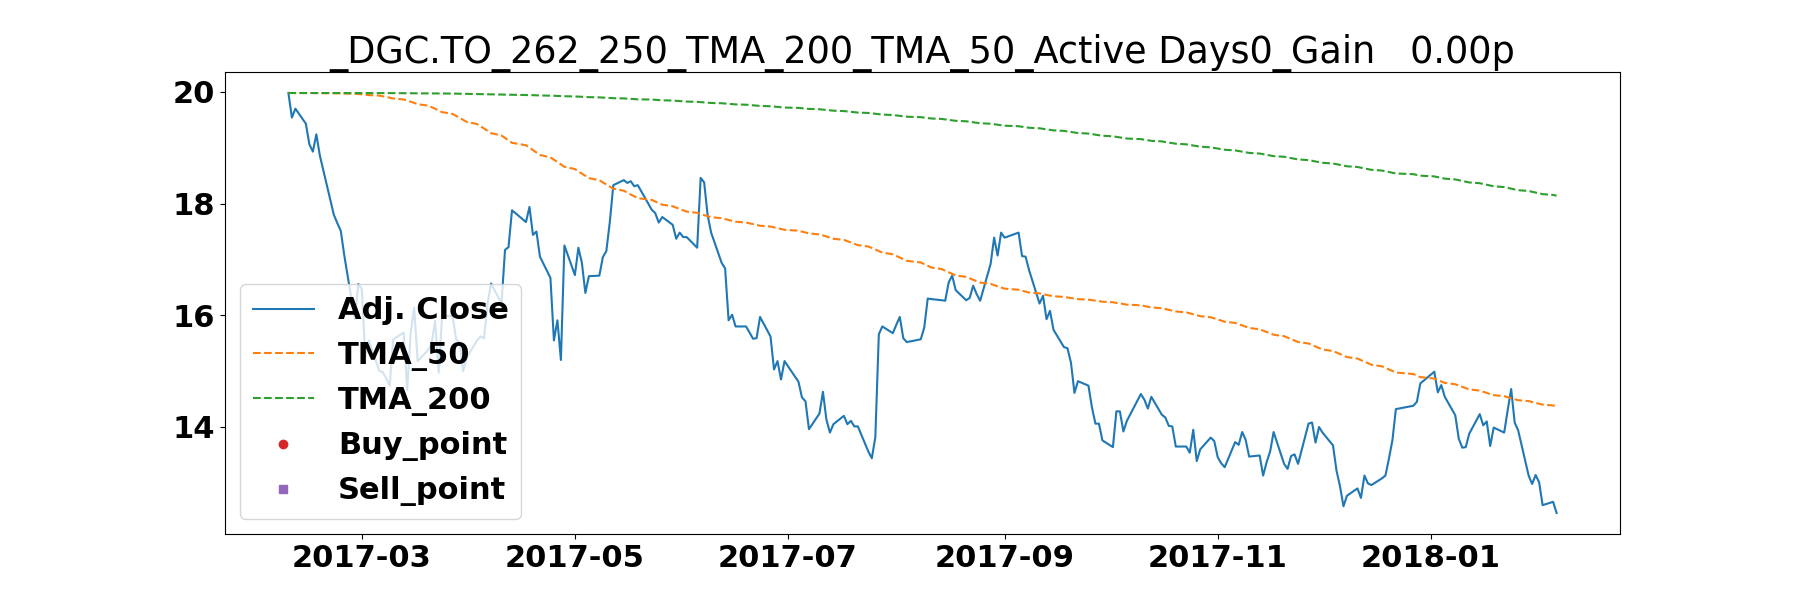 _DGC.TO_262_250_TMA_200_TMA_50_Active Days0_Gain   0.00p
20
18
16
14
Adj. Close
TMA_50
TMA_200
Buy_point
Sell_point
2017-03 2017-05 2017-07 2017-09 2017-11 2018-01